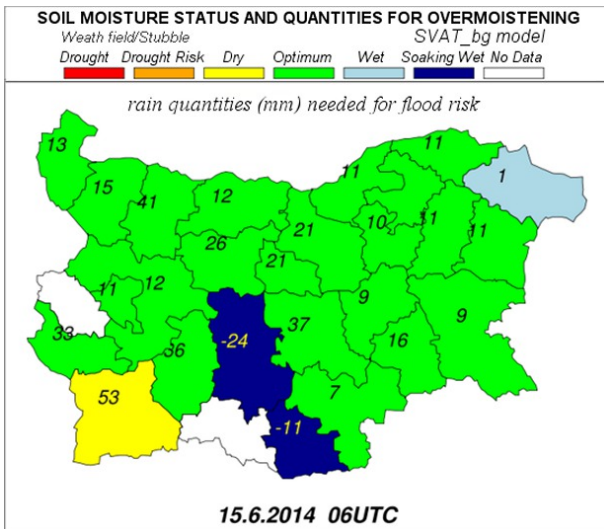 SOIL MOISTURE STATUS AND QUANTITIES FOR OVERMOISTENING
Weath field/Stubble SVAT_bg model
Drought Drought Risk Dry Optimum Wet Soaking Wet No Data
rain quantities (mm) needed for flood risk
13 11
11
15 41 12 1
21 10 11 11
26
21
11 12
9 9
33 -24 37
36 16
53 7
-11
15.6.2014 06UTC